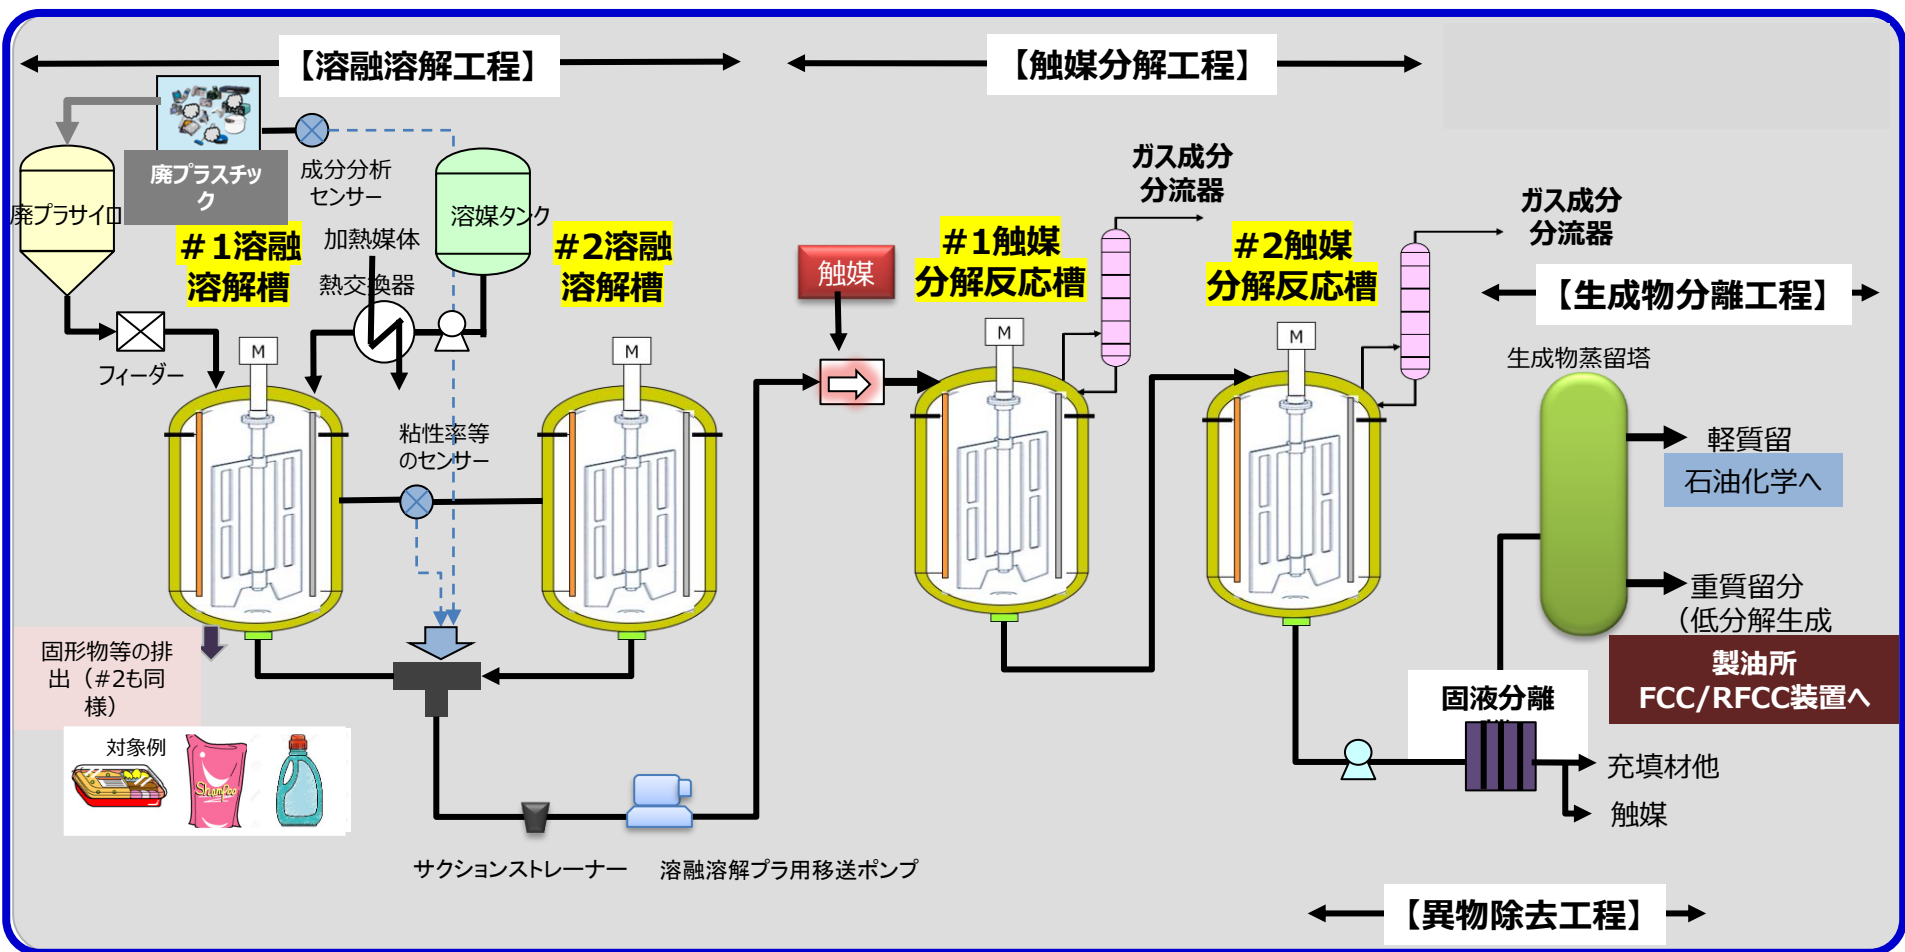 【溶融溶解工程】
【触媒分解工程】
廃プラスチッ
ク
成分分析
センサー
廃プラサイロ
溶媒タンク
#1溶融
溶解槽
加熱媒体
熱交換器
#2溶融
溶解槽
フィーダー
M
M
粘性率等
のセンサー
固形物等の排
出（#2も同
様）
対象例
Shampoo
サクションストレーナー
溶融溶解プラ用移送ポンプ
触媒
#1触媒
分解反応槽
ガス成分
分流器
M
#2触媒
分解反応槽
ガス成分
分流器
M
【生成物分離工程】
生成物蒸留塔
軽質留
石油化学へ
重質留分
（低分解生成
製油所
FCC/RFCC装置へ
固液分離
充填材他
触媒
【異物除去工程】